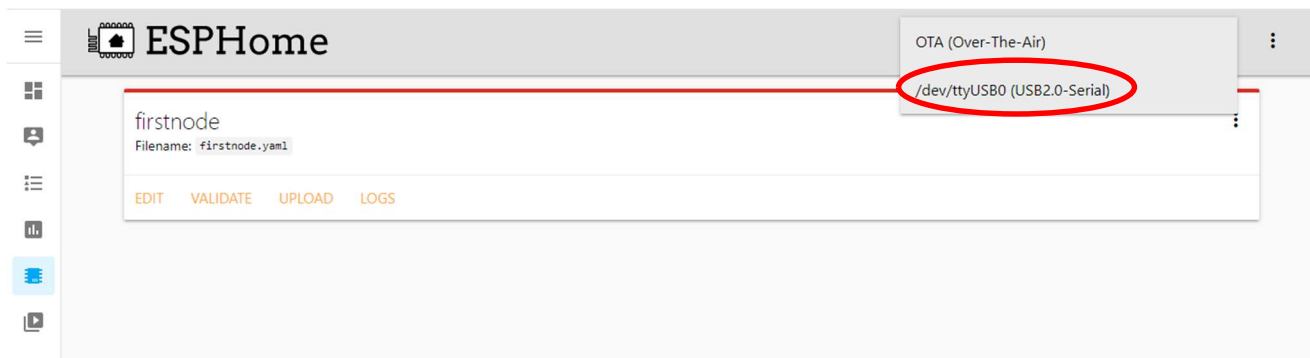 ESPHome
OTA (Over-The-Air)
/dev/ttyUSB0 (USB2.0-Serial)
firstnode
Filename: firstnode.yaml
EDIT VALIDATE UPLOAD LOGS